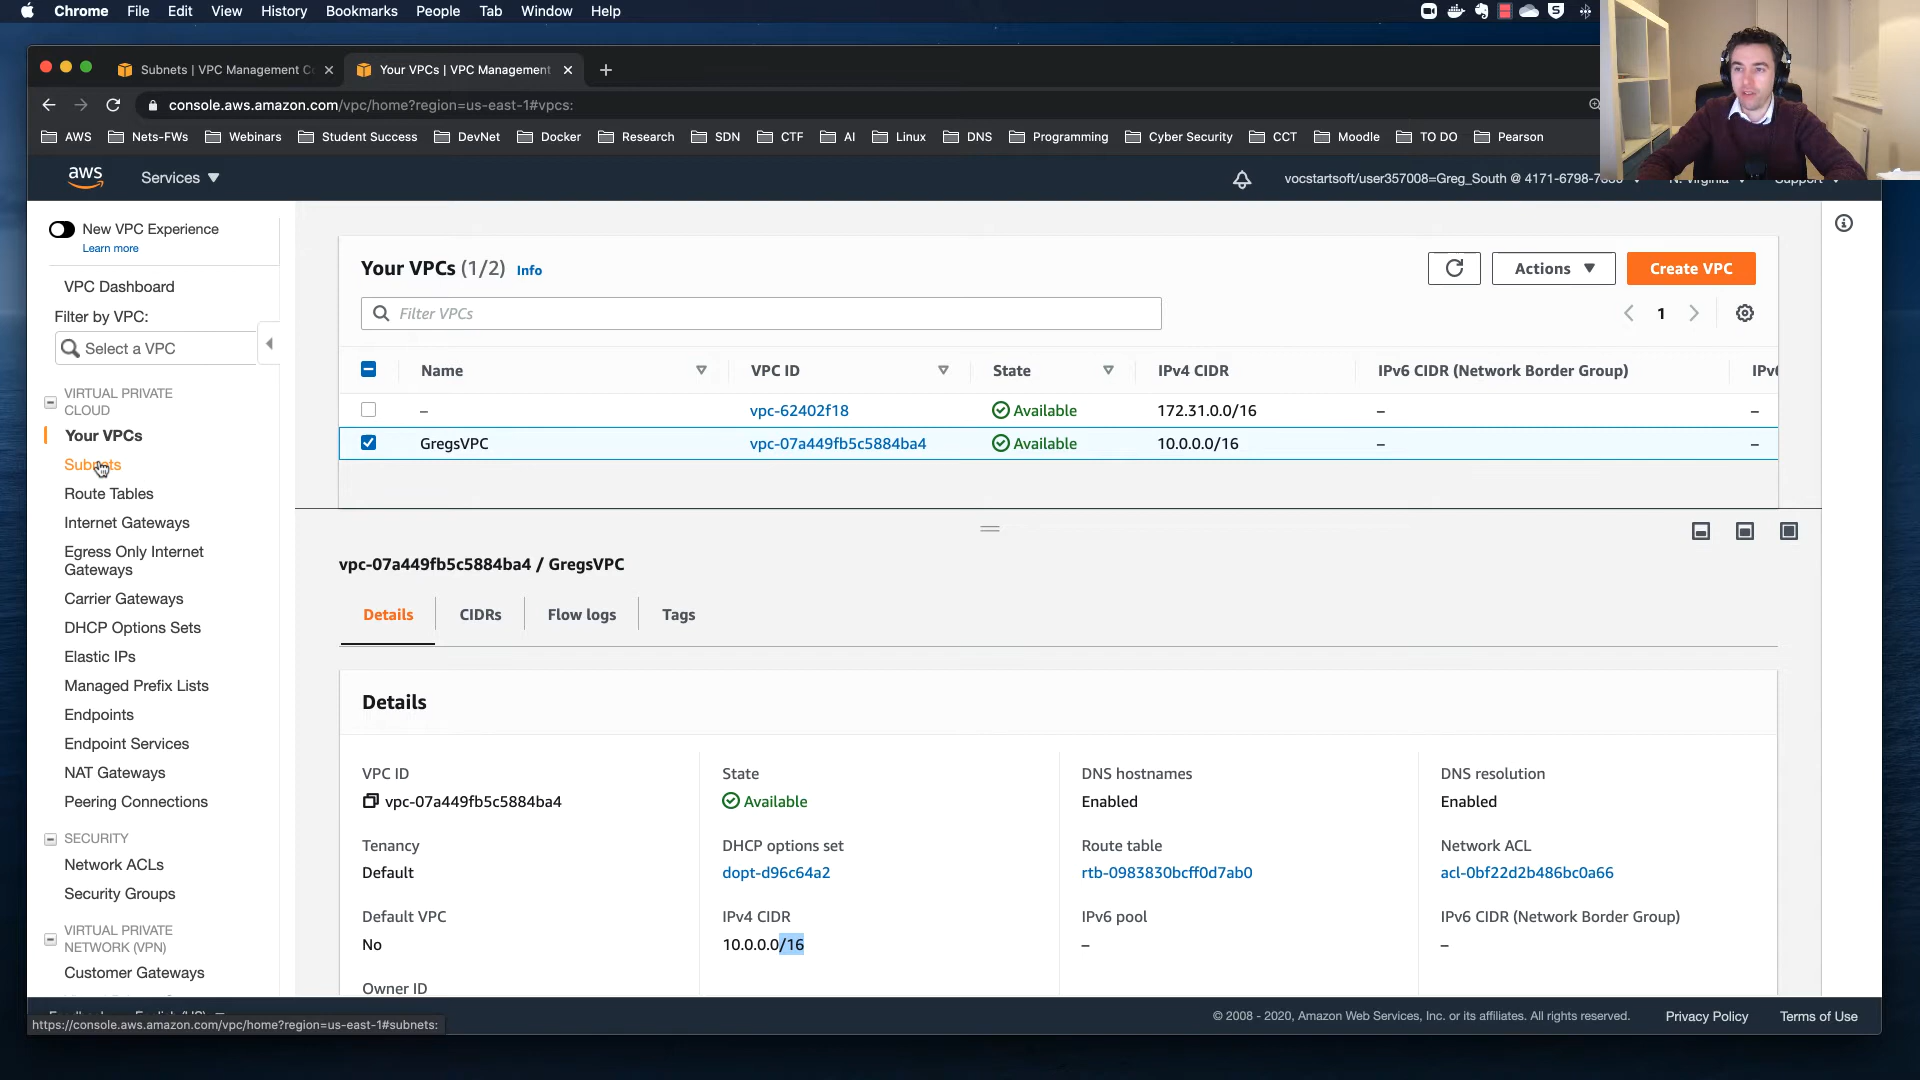 Chrome File Edit View History Bookmarks People Tab Window Help
Subnets | VPC Management C
Your VPCs | VPC Management
console.aws.amazon.com/vpc/home?region=us-east-1#vpcs:
AWS Nets-FWs Webinars Student Success DevNet Docker Research SDN CTF AI Linux DNS Programming Cyber Security CCT Moodle TO DO Pearson
aws Services vocstartsoft/user357008=Greg_South @ 4171-6798-7
New VPC Experience
Learn more
VPC Dashboard
Filter by VPC:
Select a VPC
VIRTUAL PRIVATE
CLOUD
Your VPCs
Subnets
Route Tables
Internet Gateways
Egress Only Internet
Gateways
Carrier Gateways
DHCP Options Sets
Elastic IPs
Managed Prefix Lists
Endpoints
Endpoint Services
NAT Gateways
Peering Connections
SECURITY
Network ACLs
Security Groups
VIRTUAL PRIVATE
NETWORK (VPN)
Customer Gateways
Your VPCs (1/2) Info
Actions
Create VPC
Filter VPCs
1
Name VPC ID State IPv4 CIDR IPv6 CIDR (Network Border Group) IPv
– vpc-62402f18 Available 172.31.0.0/16 – –
GregsVPC vpc-07a449fb5c5884ba4 Available 10.0.0.0/16 – –
vpc-07a449fb5c5884ba4 / GregsVPC
Details CIDRs Flow logs Tags
Details
VPC ID State DNS hostnames DNS resolution
vpc-07a449fb5c5884ba4 Available Enabled Enabled
Tenancy DHCP options set Route table Network ACL
Default dopt-d96c64a2 rtb-0983830bcff0d7ab0 acl-0bf22d2b486bc0a66
Default VPC IPv4 CIDR IPv6 pool IPv6 CIDR (Network Border Group)
No 10.0.0.0/16 – –
Owner ID
https://console.aws.amazon.com/vpc/home?region=us-east-1#subnets:
© 2008 - 2020, Amazon Web Services, Inc. or its affiliates. All rights reserved. Privacy Policy Terms of Use